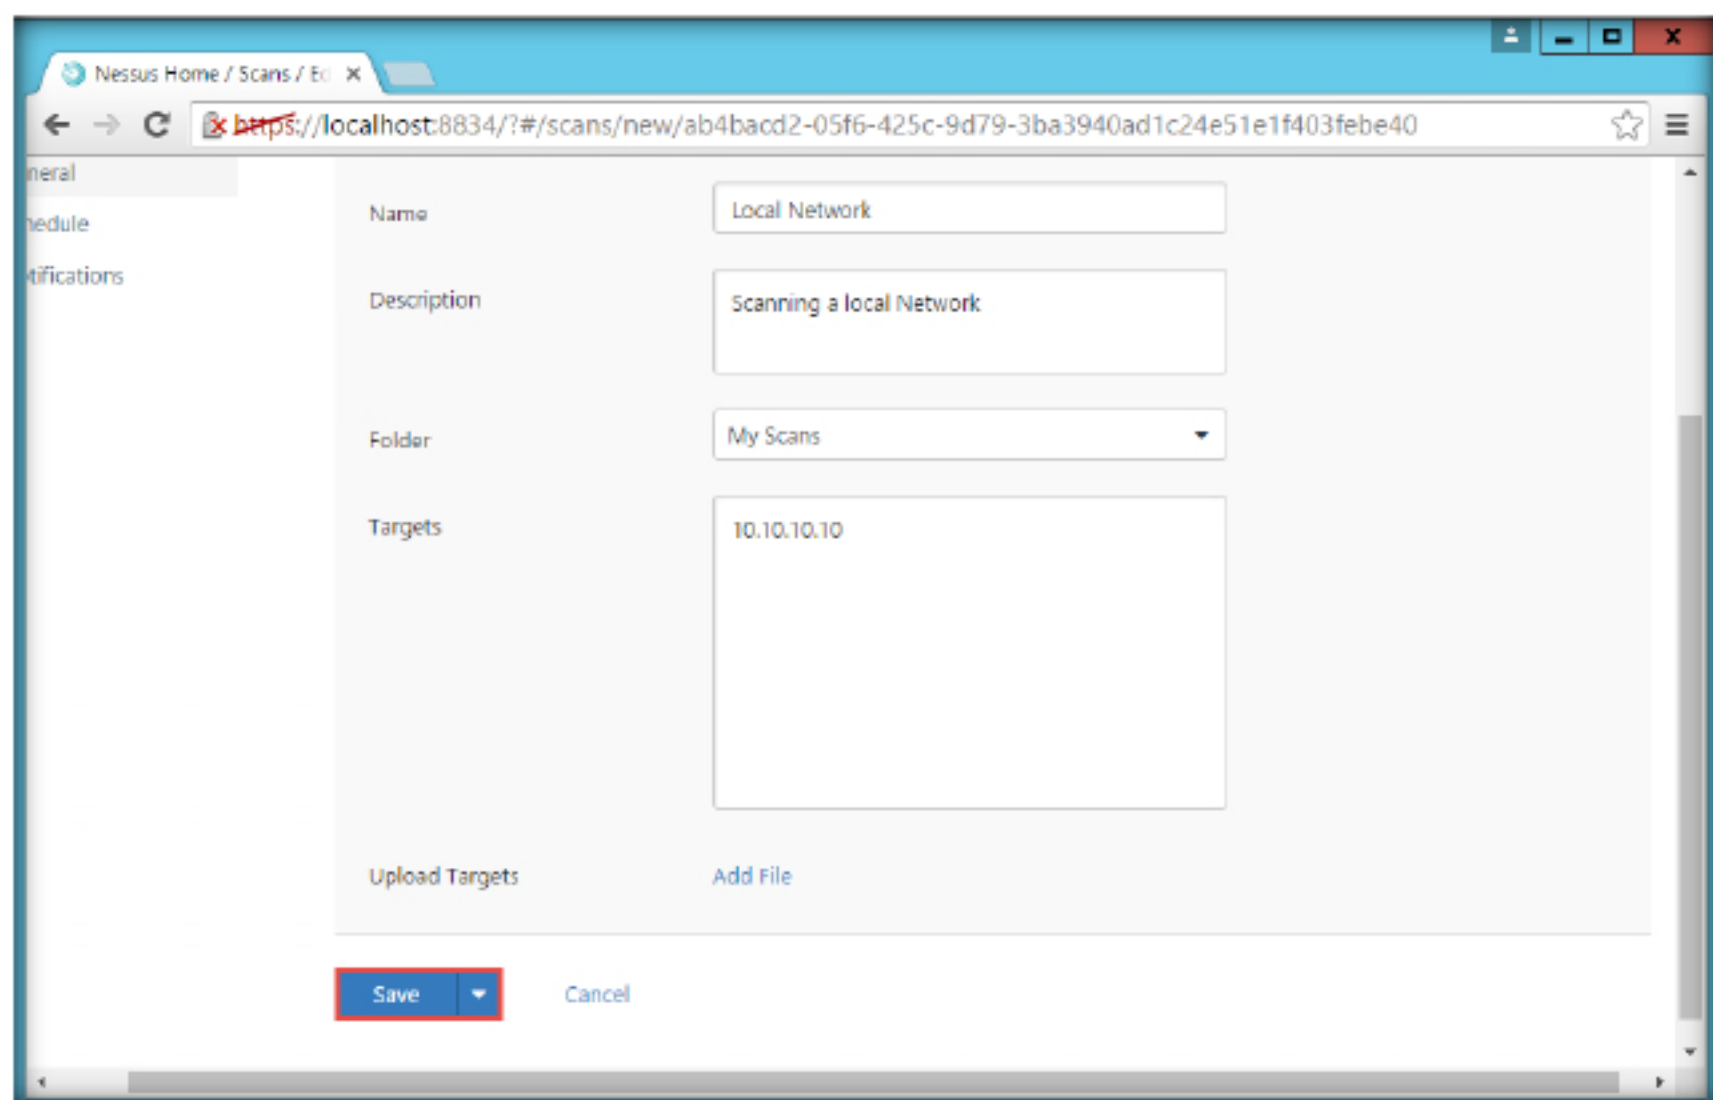 Nessus Home / Scans / Ed
https://localhost:8834/?#/scans/new/ab4bacd2-05f6-425c-9d79-3ba3940ad1c24e51e1f403febe40
neral
hedule
tifications
Name
Local Network
Description
Scanning a local Network
Folder
My Scans
Targets
10.10.10.10
Upload Targets
Add File
Save
Cancel